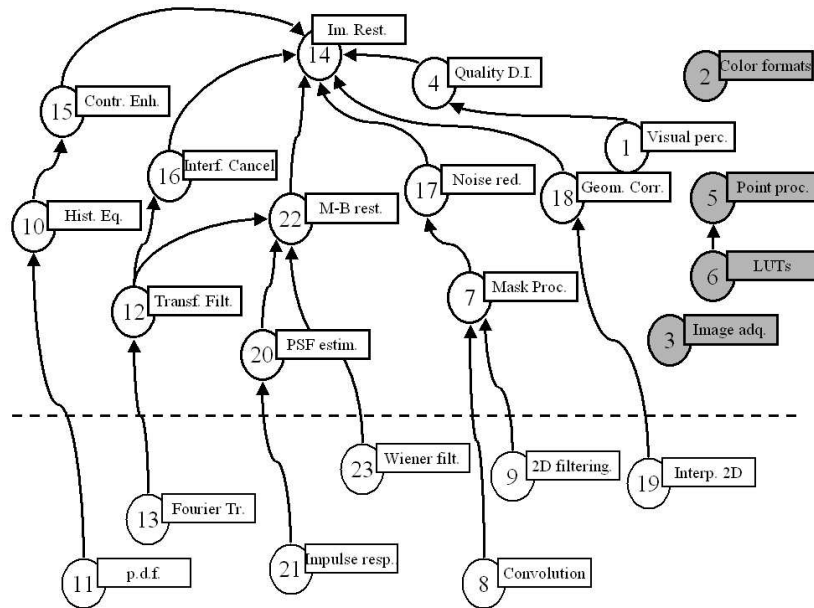 Im. Rest.
14
4
Quality D.I.
2
Color formats
15
Contr. Enh.
1
Visual perc.
16
Interf. Cancel
17
Noise red.
18
Geom. Corr.
5
Point proc.
10
Hist. Eq.
22
M-B rest.
6
LUTs
12
Transf. Filt.
7
Mask Proc.
20
PSF estim.
3
Image adq.
23
Wiener filt.
9
2D filtering.
19
Interp. 2D
13
Fourier Tr.
11
p.d.f.
21
Impulse resp.
8
Convolution